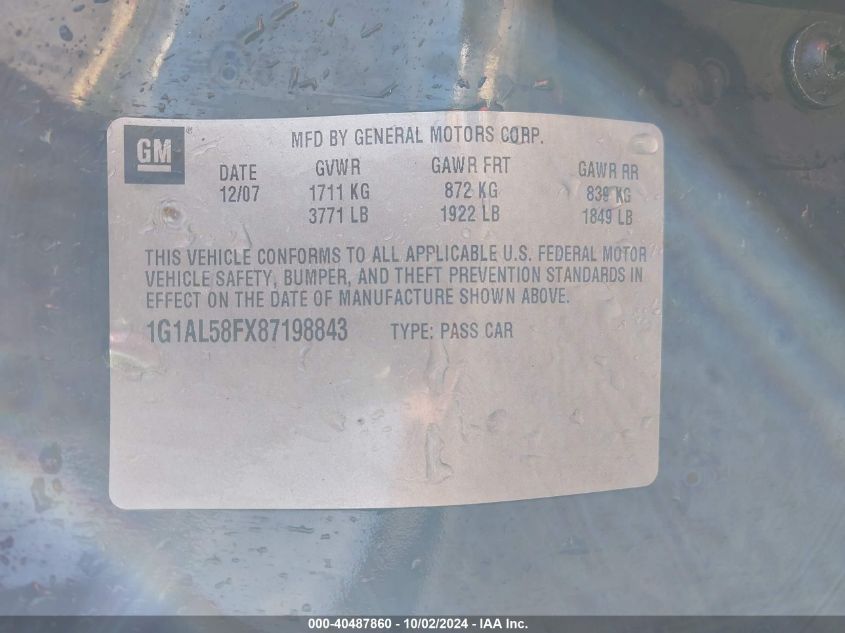 GM ®
MFD BY GENERAL MOTORS CORP.
DATE GVWR GAWR FRT GAWR RR
12/07 1711 KG 872 KG 839 KG
3771 LB 1922 LB 1849 LB
THIS VEHICLE CONFORMS TO ALL APPLICABLE U.S. FEDERAL MOTOR
VEHICLE SAFETY, BUMPER, AND THEFT PREVENTION STANDARDS IN
EFFECT ON THE DATE OF MANUFACTURE SHOWN ABOVE.
1G1AL58FX87198843 TYPE: PASS CAR
000-40487860 - 10/02/2024 - IAA Inc.